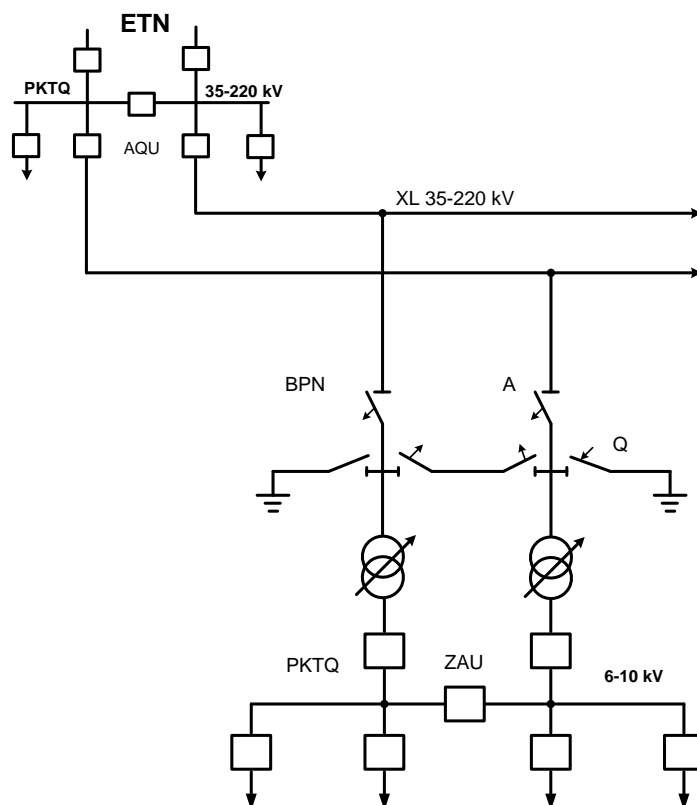 ETN
PKTQ
35-220 kV
AQU
XL 35-220 kV
BPN
A
Q
PKTQ
ZAU
6-10 kV